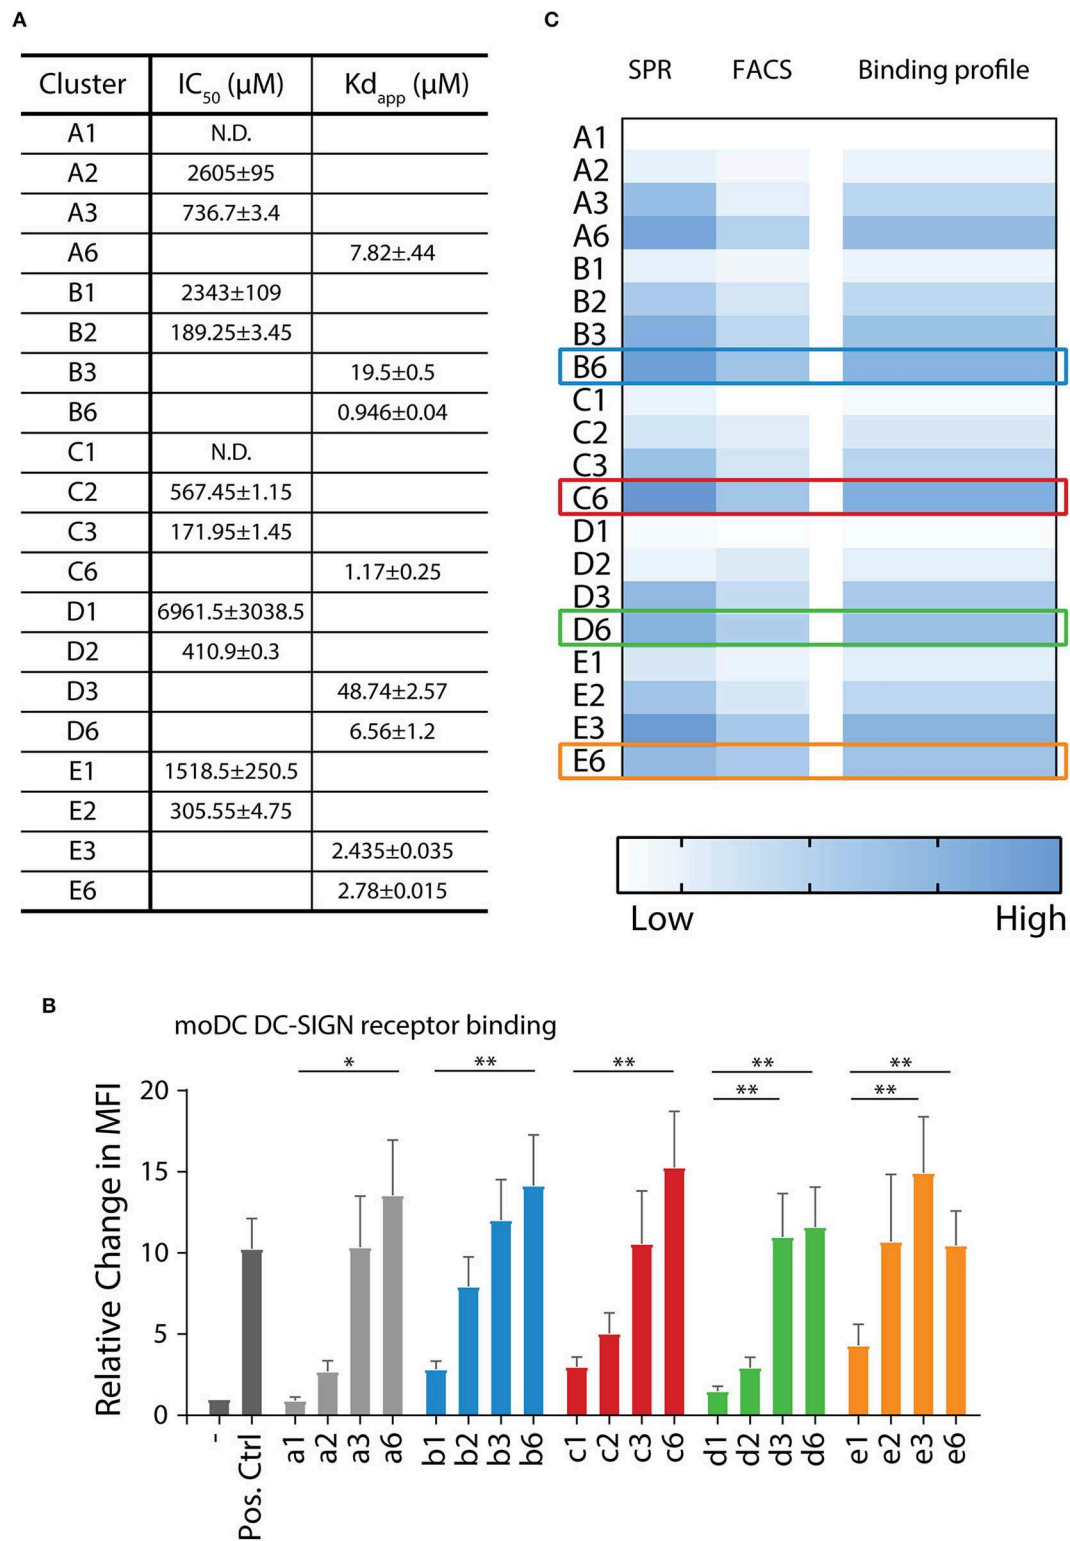 A
Cluster IC50 (µM) Kdapp (µM)
A1 N.D.
A2 2605±95
A3 736.7±3.4
A6 7.82±.44
B1 2343±109
B2 189.25±3.45
B3 19.5±0.5
B6 0.946±0.04
C1 N.D.
C2 567.45±1.15
C3 171.95±1.45
C6 1.17±0.25
D1 6961.5±3038.5
D2 410.9±0.3
D3 48.74±2.57
D6 6.56±1.2
E1 1518.5±250.5
E2 305.55±4.75
E3 2.435±0.035
E6 2.78±0.015
C
SPR FACS Binding profile
A1
A2
A3
A6
B1
B2
B3
B6
C1
C2
C3
C6
D1
D2
D3
D6
E1
E2
E3
E6
Low High
B
moDC DC-SIGN receptor binding
* ** ** ** **
** **
Relative Change in MFI
20
15
10
5
0
- Pos. Ctrl a1 a2 a3 a6 b1 b2 b3 b6 c1 c2 c3 c6 d1 d2 d3 d6 e1 e2 e3 e6